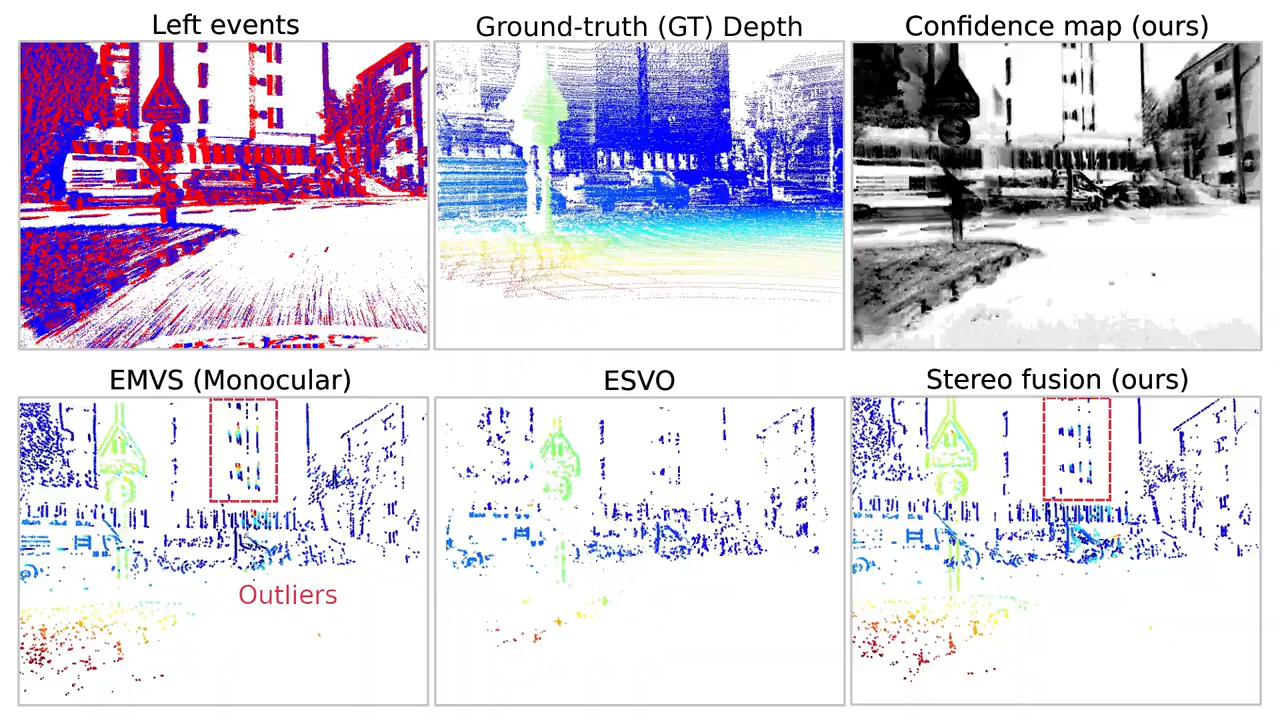 Left events
Ground-truth (GT) Depth
Confidence map (ours)
EMVS (Monocular)
ESVO
Stereo fusion (ours)
Outliers